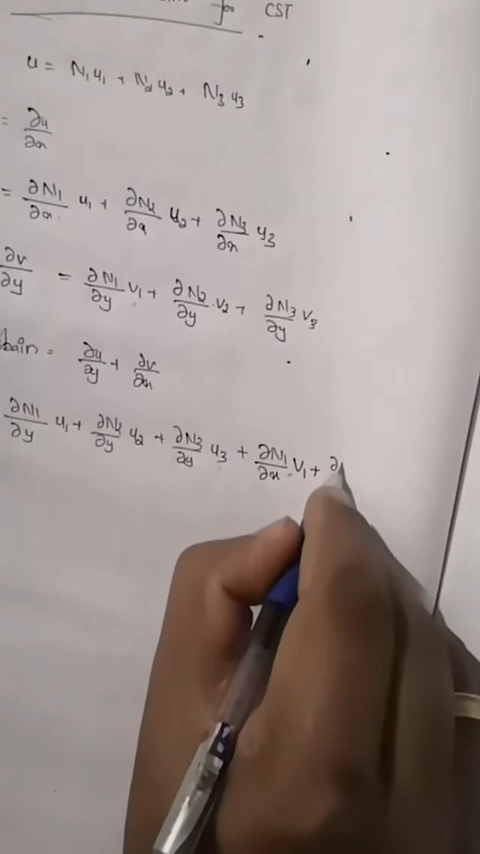 for CST
u = N₁u₁ + N₂u₂ + N₃u₃
= ∂u/∂x
= ∂N₁/∂x u₁ + ∂N₂/∂x u₂ + ∂N₃/∂x u₃
∂v/∂y = ∂N₁/∂y v₁ + ∂N₂/∂y . v₂ + ∂N₃/∂y v₃
= ∂u/∂y + ∂v/∂x
∂N₁/∂y u₁ + ∂N₂/∂y u₂ + ∂N₃/∂y u₃ + ∂N₁/∂x . v₁ + ∂